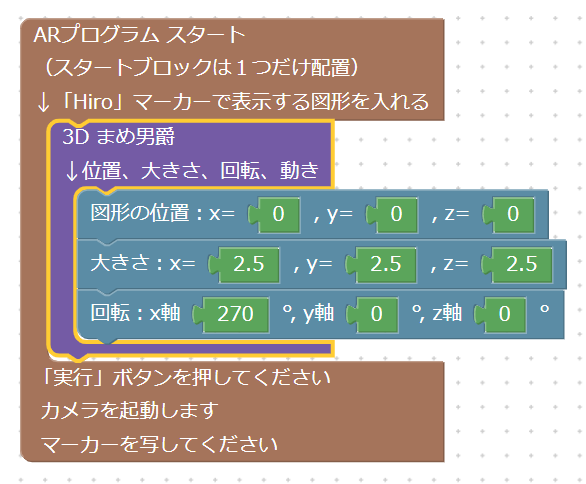 ARプログラム スタート
（スタートブロックは１つだけ配置）
↓「Hiro」マーカーで表示する図形を入れる
3D まめ男爵
↓位置、大きさ、回転、動き
図形の位置：x= 0 , y= 0 , z= 0
大きさ：x= 2.5 , y= 2.5 , z= 2.5
回転：x軸 270 °, y軸 0 °, z軸 0 °
「実行」ボタンを押してください
カメラを起動します
マーカーを写してください